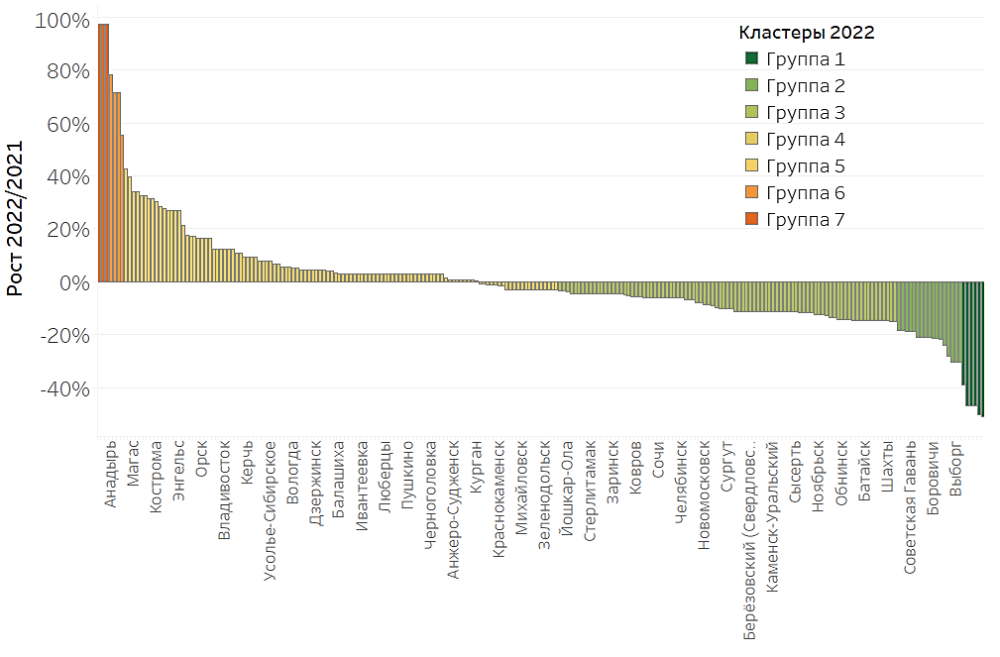 Рост 2022/2021
100%
80%
60%
40%
20%
0%
-20%
-40%
Кластеры 2022
Группа 1
Группа 2
Группа 3
Группа 4
Группа 5
Группа 6
Группа 7
Анадырь
Магас
Кострома
Энгельс
Орск
Владивосток
Керчь
Усолье-Сибирское
Вологда
Дзержинск
Балашиха
Ивантеевка
Люберцы
Пушкино
Черноголовка
Анжеро-Судженск
Курган
Краснокаменск
Михайловск
Зеленодольск
Йошкар-Ола
Стерлитамак
Заринск
Ковров
Сочи
Челябинск
Новомосковск
Сургут
Берёзовский (Свердловс..
Каменск-Уральский
Сысерть
Ноябрьск
Обнинск
Батайск
Шахты
Советская Гавань
Боровичи
Выборг